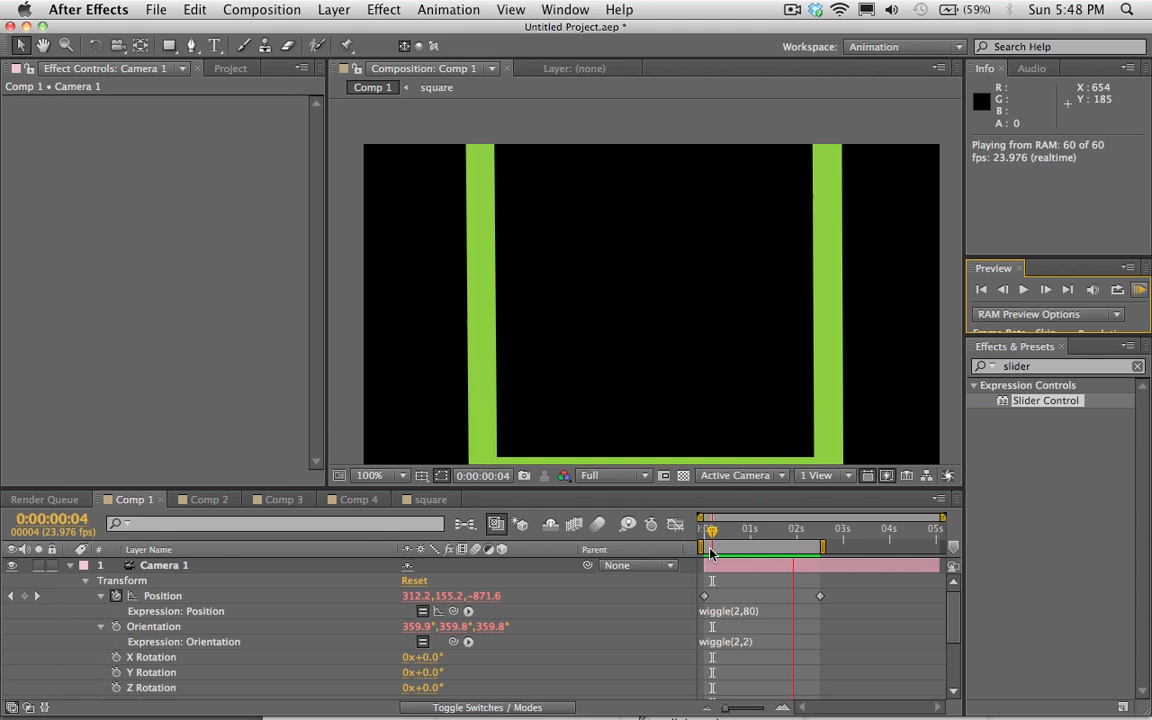 After Effects File Edit Composition Layer Effect Animation View Window Help (59%) Sun 5:48 PM
Untitled Project.aep *
Workspace: Animation Search Help
Effect Controls: Camera 1 Project Composition: Comp 1 Layer: (none) Info Audio
Comp 1 • Camera 1 Comp 1 square
R : X : 654
G : Y : 185
B :
A : 0
Playing from RAM: 60 of 60
fps: 23.976 (realtime)
Preview
RAM Preview Options
Effects & Presets
slider
Expression Controls
Slider Control
100% 0:00:00:04 Full Active Camera 1 View
Render Queue Comp 1 Comp 2 Comp 3 Comp 4 square
0:00:00:04
00004 (23.976 fps)
01s 02s 03s 04s 05s
# Layer Name Parent
1 Camera 1 None
Transform Reset
Position 312.2,155.2,-871.6
Expression: Position wiggle(2,80)
Orientation 359.9°,359.8°,359.8°
Expression: Orientation wiggle(2,2)
X Rotation 0x+0.0°
Y Rotation 0x+0.0°
Z Rotation 0x+0.0°
Toggle Switches / Modes